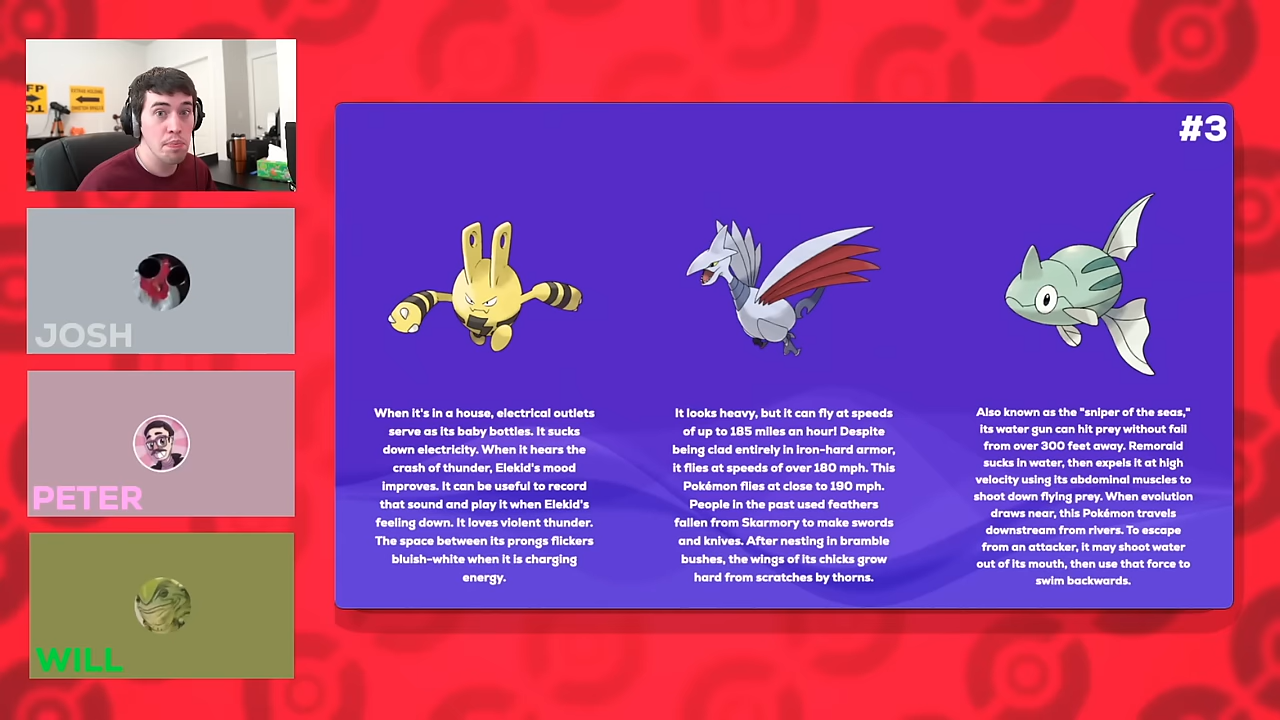 #3
JOSH
PETER
WILL
When it's in a house, electrical outlets
serve as its baby bottles. It sucks
down electricity. When it hears the
crash of thunder, Elekid's mood
improves. It can be useful to record
that sound and play it when Elekid's
feeling down. It loves violent thunder.
The space between its prongs flickers
bluish-white when it is charging
energy.
It looks heavy, but it can fly at speeds
of up to 185 miles an hour! Despite
being clad entirely in iron-hard armor,
it flies at speeds of over 180 mph. This
Pokémon flies at close to 190 mph.
People in the past used feathers
fallen from Skarmory to make swords
and knives. After nesting in bramble
bushes, the wings of its chicks grow
hard from scratches by thorns.
Also known as the "sniper of the seas,"
its water gun can hit prey without fail
from over 300 feet away. Remoraid
sucks in water, then expels it at high
velocity using its abdominal muscles to
shoot down flying prey. When evolution
draws near, this Pokémon travels
downstream from rivers. To escape
from an attacker, it may shoot water
out of its mouth, then use that force to
swim backwards.